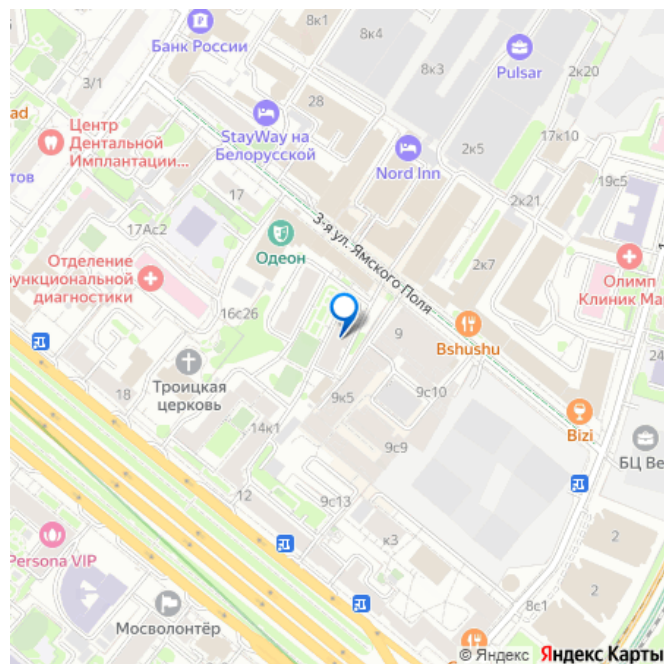 8к1
8к4
Банк России
Pulsar
8к3
2к20
3/1
ad
Центр
Дентальной
Имплантации...
28
StayWay на
Белорусской
17к10
2к5
Nord Inn
тов
19с5
17
2к21
3-я ул. Ямского Поля
17Ас2
Одеон
Отделение
функциональной
диагностики
2к7
Олимп
Клиник Ма
16с26
9
Bshushu
24
Троицкая
церковь
18
9к5
9с10
14к1
Bizi
9с9
БЦ Ве
12
9с13
к3
2
Persona VIP
2
8с1
Мосволонтёр
© Яндекс Яндекс Карты